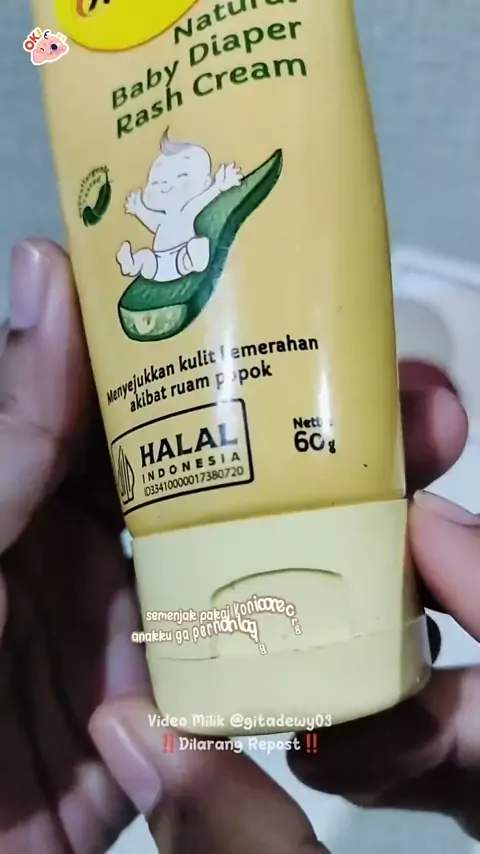 OK!
Natural
Baby Diaper
Rash Cream
Menyejukkan kulit kemerahan
akibat ruam popok
HALAL
INDONESIA
ID33410000017380720
Netto
60g
semenjak pakai Konicare
anakku ga pernah
Video Milik @gitadewy03
‼️Dilarang Repost‼️